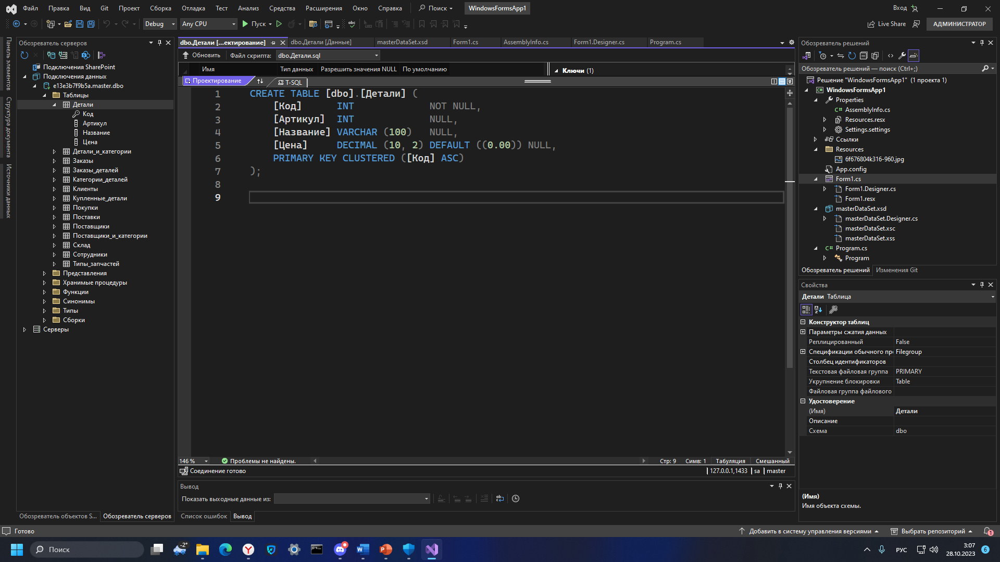 Файл Правка Вид Git Проект Сборка Отладка Тест Анализ Средства Расширения Окно Справка Поиск WindowsFormsApp1 Вход
Debug Any CPU Пуск Live Share АДМИНИСТРАТОР
Панель элементов
Структура документа
Источники данных
Обозреватель серверов
Подключения SharePoint
Подключения данных
e13e3b7f9b5a.master.dbo
Таблицы
Детали
Код
Артикул
Название
Цена
Детали_и_категории
Заказы
Заказы_деталей
Категории_деталей
Клиенты
Купленные_детали
Покупки
Поставки
Поставщики
Поставщики_и_категории
Склад
Сотрудники
Типы_запчастей
Представления
Хранимые процедуры
Функции
Синонимы
Типы
Сборки
Серверы
Обозреватель объектов S... Обозреватель серверов
dbo.Детали [...ектирование] dbo.Детали [Данные] masterDataSet.xsd Form1.cs AssemblyInfo.cs Form1.Designer.cs Program.cs
Обновить Файл скрипта: dbo.Детали.sql
Имя Тип данных Разрешить значения NULL По умолчанию Ключи (1)
Проектирование T-SQL
1 CREATE TABLE [dbo].[Детали] (
2 [Код] INT NOT NULL,
3 [Артикул] INT NULL,
4 [Название] VARCHAR (100) NULL,
5 [Цена] DECIMAL (10, 2) DEFAULT ((0.00)) NULL,
6 PRIMARY KEY CLUSTERED ([Код] ASC)
7 );
8
9
146 % Проблемы не найдены. Стр: 9 Симв: 1 Табуляция Смешанный
Соединение готово 127.0.0.1,1433 sa master
Вывод
Показать выходные данные из:
Список ошибок Вывод
Обозреватель решений
Обозреватель решений — поиск (Ctrl+;)
Решение "WindowsFormsApp1" (1 проекта 1)
WindowsFormsApp1
Properties
AssemblyInfo.cs
Resources.resx
Settings.settings
Ссылки
Resources
6f676804k316-960.jpg
App.config
Form1.cs
Form1.Designer.cs
Form1.resx
masterDataSet.xsd
masterDataSet.Designer.cs
masterDataSet.xsc
masterDataSet.xss
Program.cs
Program
Обозреватель решений Изменения Git
Свойства
Детали Таблица
Конструктор таблиц
Параметры сжатия данных
Реплицированный False
Спецификации обычного про Filegroup
Столбец идентификаторов
Текстовая файловая группа PRIMARY
Укрупнение блокировки Table
Файловая группа файлового
Удостоверение
(Имя) Детали
Описание
Схема dbo
(Имя)
Имя объекта схемы.
Готово Добавить в систему управления версиями Выбрать репозиторий 1
Поиск -2° РУС 3:07
28.10.2023 6